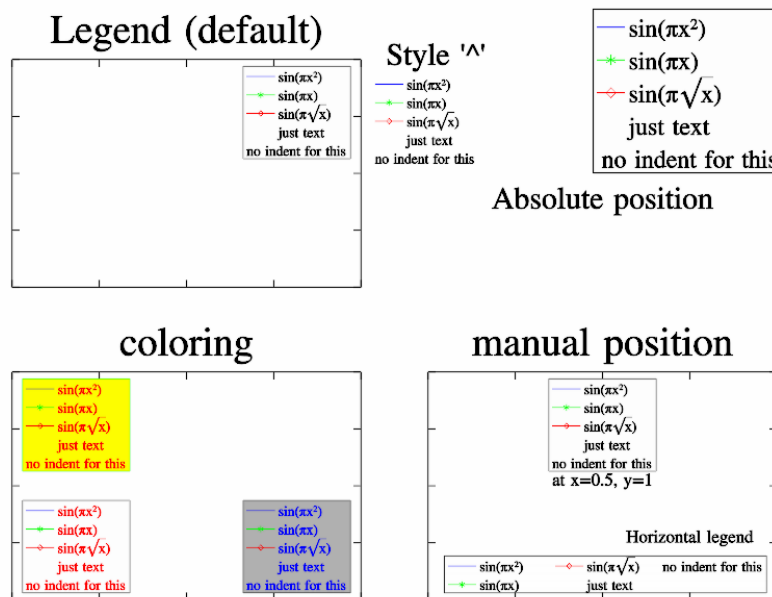 Legend (default)
sin(πx²)
sin(πx)
sin(π√x)
just text
no indent for this
Style '^'
sin(πx²)
sin(πx)
sin(π√x)
just text
no indent for this
sin(πx²)
sin(πx)
sin(π√x)
just text
no indent for this
Absolute position
coloring
sin(πx²)
sin(πx)
sin(π√x)
just text
no indent for this
sin(πx²)
sin(πx)
sin(π√x)
just text
no indent for this
sin(πx²)
sin(πx)
sin(π√x)
just text
no indent for this
manual position
sin(πx²)
sin(πx)
sin(π√x)
just text
no indent for this
at x=0.5, y=1
Horizontal legend
sin(πx²) sin(π√x) no indent for this
sin(πx) just text